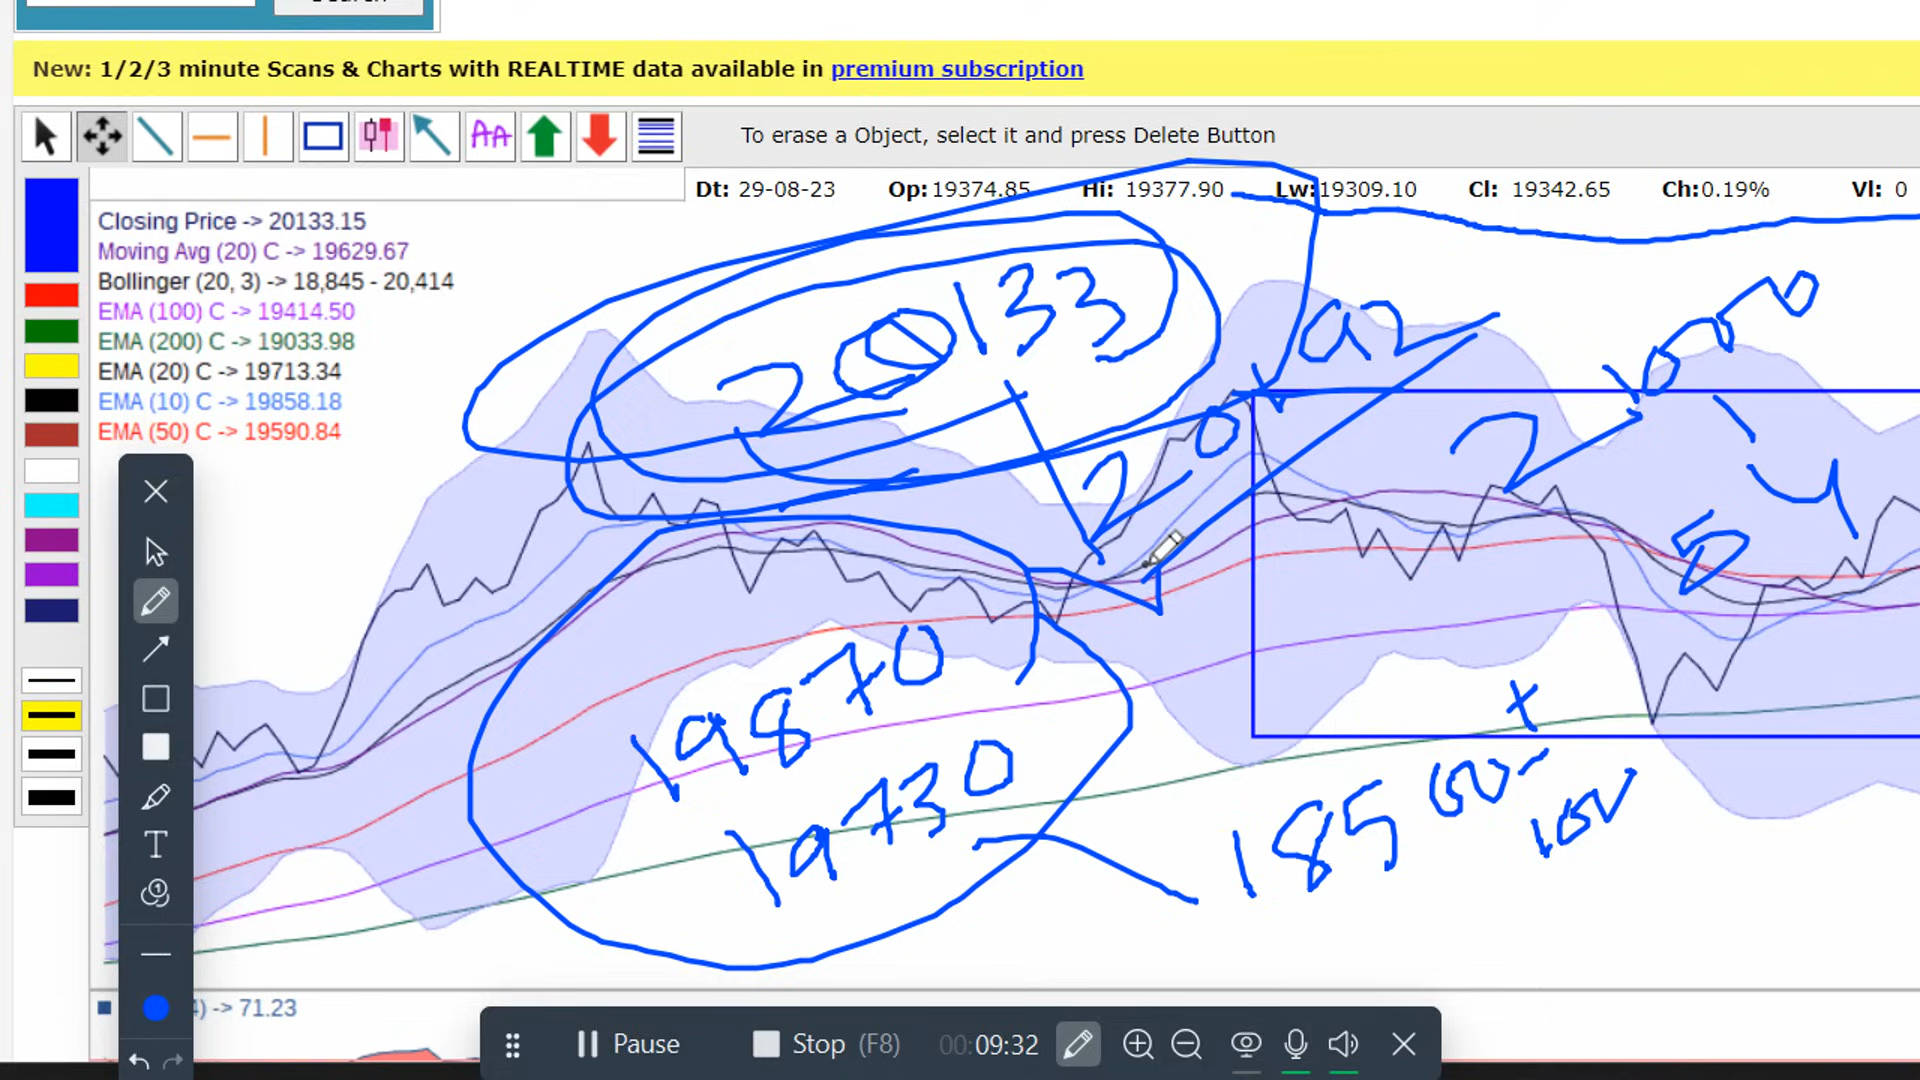 New: 1/2/3 minute Scans & Charts with REALTIME data available in premium subscription
AA
To erase a Object, select it and press Delete Button
Dt: 29-08-23 Op:19374.85 Hi: 19377.90 Lw:19309.10 Cl: 19342.65 Ch:0.19% Vl: 0
Closing Price -> 20133.15
Moving Avg (20) C -> 19629.67
Bollinger (20, 3) -> 18,845 - 20,414
EMA (100) C -> 19414.50
EMA (200) C -> 19033.98
EMA (20) C -> 19713.34
EMA (10) C -> 19858.18
EMA (50) C -> 19590.84
20133
19870
19730
185
100
T
4) -> 71.23
Pause Stop (F8) 00:09:32